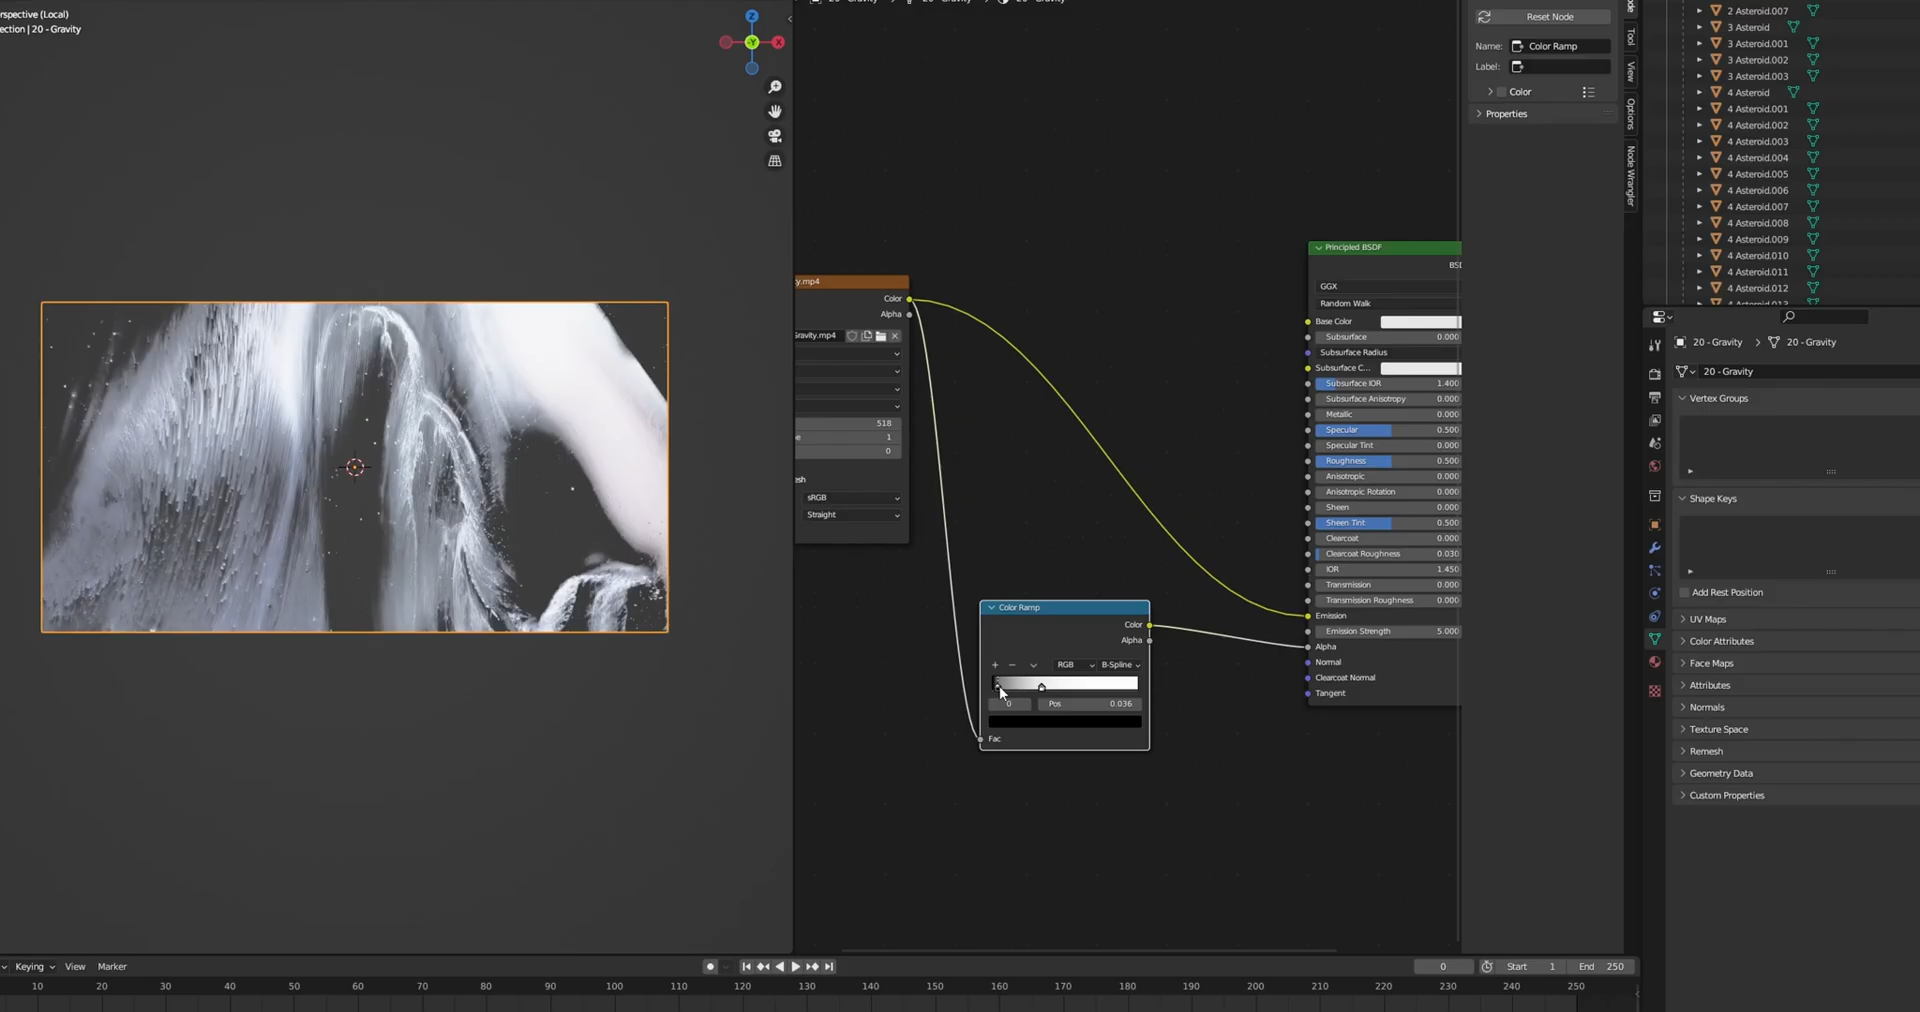 rspective (Local)
ection | 20 - Gravity
Z
-Y
X
y.mp4
Color
Alpha
Gravity.mp4
518
e 1
0
esh
sRGB
Straight
Color Ramp
Color
Alpha
RGB B-Spline
0 Pos 0.036
Fac
Principled BSDF
BSD
GGX
Random Walk
Base Color
Subsurface 0.000
Subsurface Radius
Subsurface C...
Subsurface IOR 1.400
Subsurface Anisotropy 0.000
Metallic 0.000
Specular 0.500
Specular Tint 0.000
Roughness 0.500
Anisotropic 0.000
Anisotropic Rotation 0.000
Sheen 0.000
Sheen Tint 0.500
Clearcoat 0.000
Clearcoat Roughness 0.030
IOR 1.450
Transmission 0.000
Transmission Roughness 0.000
Emission
Emission Strength 5.000
Alpha
Normal
Clearcoat Normal
Tangent
Reset Node
Name: Color Ramp
Label:
Color
Properties
Tool
View
Options
Node Wrangler
2 Asteroid.007
3 Asteroid
3 Asteroid.001
3 Asteroid.002
3 Asteroid.003
4 Asteroid
4 Asteroid.001
4 Asteroid.002
4 Asteroid.003
4 Asteroid.004
4 Asteroid.005
4 Asteroid.006
4 Asteroid.007
4 Asteroid.008
4 Asteroid.009
4 Asteroid.010
4 Asteroid.011
4 Asteroid.012
4 Asteroid.013
20 - Gravity > 20 - Gravity
20 - Gravity
Vertex Groups
Shape Keys
Add Rest Position
UV Maps
Color Attributes
Face Maps
Attributes
Normals
Texture Space
Remesh
Geometry Data
Custom Properties
Keying View Marker
0 Start 1 End 250
10 20 30 40 50 60 70 80 90 100 110 120 130 140 150 160 170 180 190 200 210 220 230 240 250